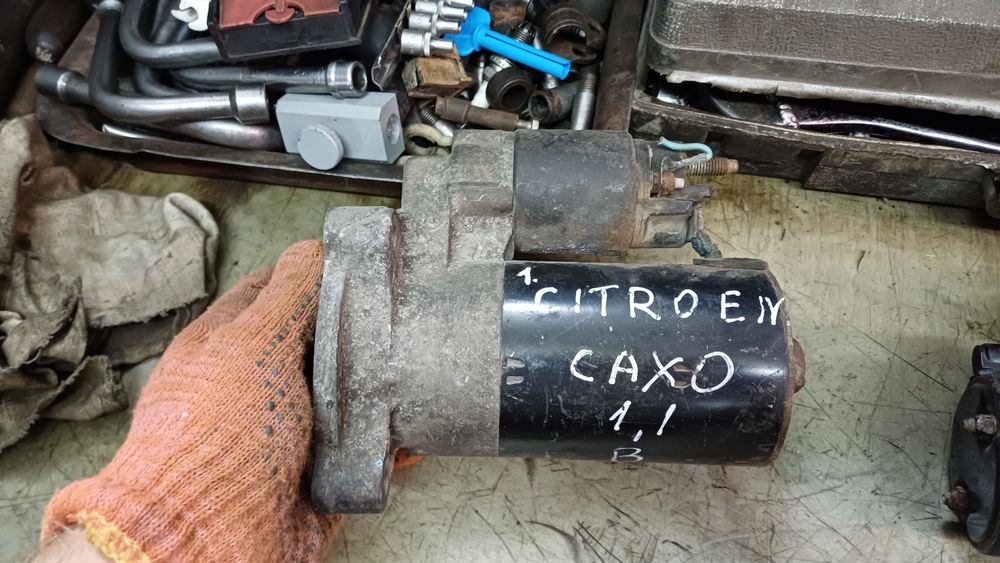 1.
CITROEN
CAXO
1,1
B